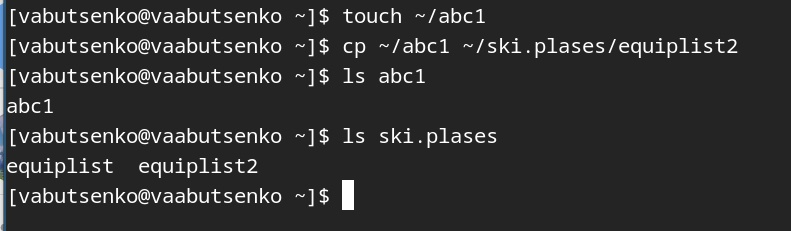 [vabutsenko@vaabutsenko ~]$ touch ~/abc1
[vabutsenko@vaabutsenko ~]$ cp ~/abc1 ~/ski.plases/equiplist2
[vabutsenko@vaabutsenko ~]$ ls abc1
abc1
[vabutsenko@vaabutsenko ~]$ ls ski.plases
equiplist  equiplist2
[vabutsenko@vaabutsenko ~]$